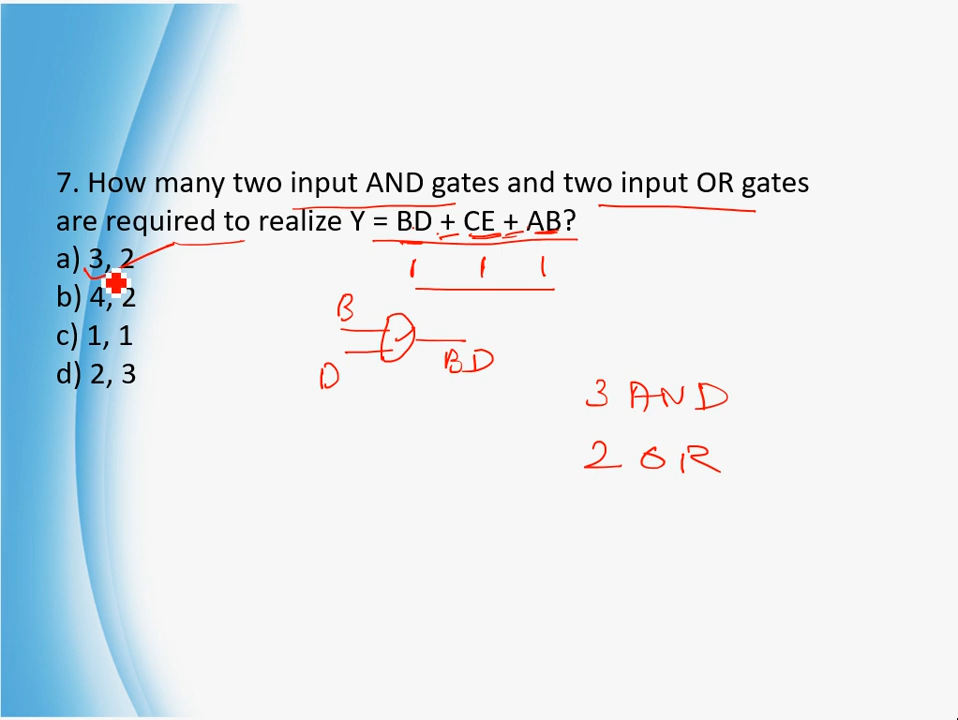 7. How many two input AND gates and two input OR gates
are required to realize Y = BD + CE + AB?
a) 3, 2
b) 4, 2
c) 1, 1
d) 2, 3
1 1 1
B
D
BD
3 AND
2 OR